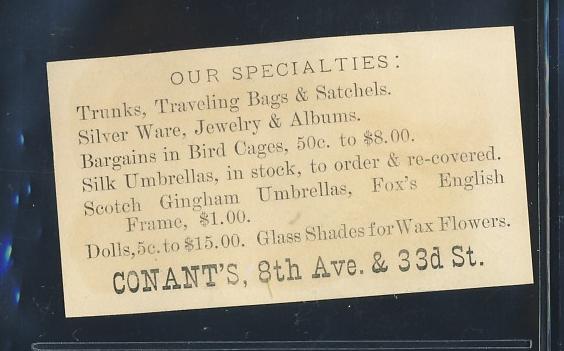 OUR SPECIALTIES:
Trunks, Traveling Bags & Satchels.
Silver Ware, Jewelry & Albums.
Bargains in Bird Cages, 50c. to $8.00.
Silk Umbrellas, in stock, to order & re-covered.
Scotch Gingham Umbrellas, Fox's English
Frame, $1.00.
Dolls, 5c. to $15.00. Glass Shades for Wax Flowers.
CONANT'S, 8th Ave. & 33d St.